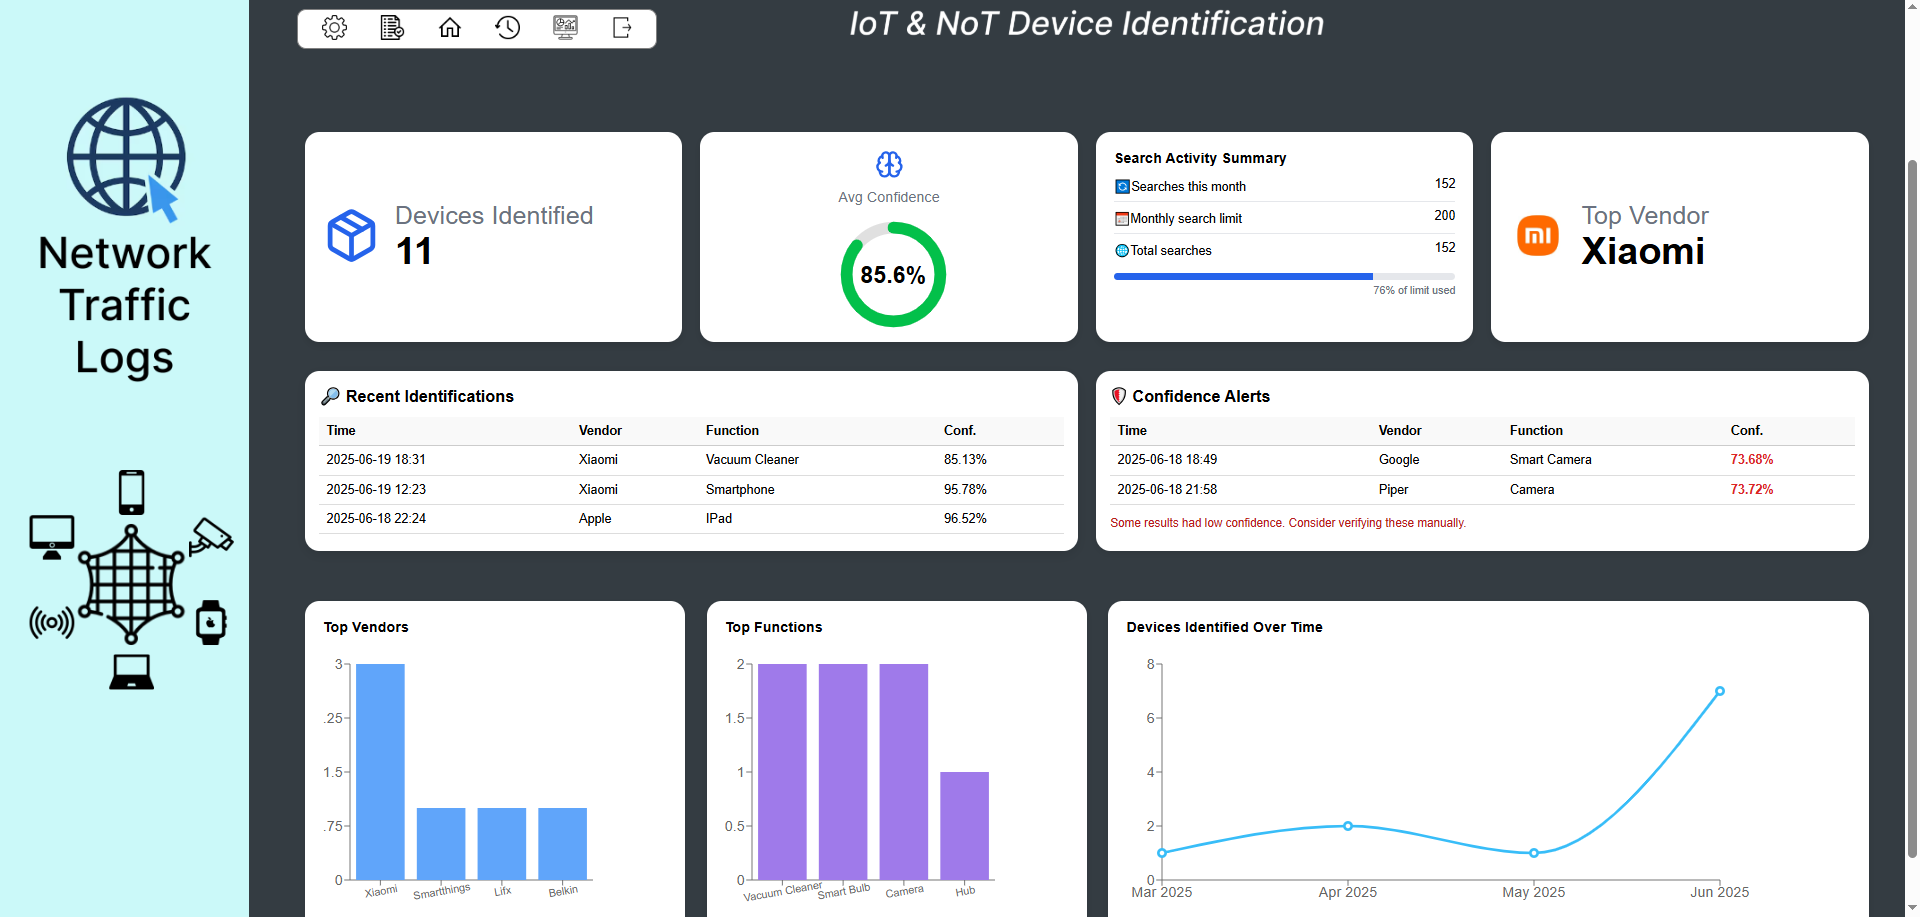 IoT & NoT Device Identification
Network
Traffic
Logs
Devices Identified
11
Avg Confidence
85.6%
Search Activity Summary
Searches this month 152
Monthly search limit 200
Total searches 152
76% of limit used
mi
Top Vendor
Xiaomi
Recent Identifications
Time Vendor Function Conf.
2025-06-19 18:31 Xiaomi Vacuum Cleaner 85.13%
2025-06-19 12:23 Xiaomi Smartphone 95.78%
2025-06-18 22:24 Apple IPad 96.52%
Confidence Alerts
Time Vendor Function Conf.
2025-06-18 18:49 Google Smart Camera 73.68%
2025-06-18 21:58 Piper Camera 73.72%
Some results had low confidence. Consider verifying these manually.
Top Vendors
3
.25
1.5
.75
0
Xiaomi Smartthings Lifx Belkin
Top Functions
2
1.5
1
0.5
0
Vacuum Cleaner Smart Bulb Camera Hub
Devices Identified Over Time
8
6
4
2
0
Mar 2025 Apr 2025 May 2025 Jun 2025